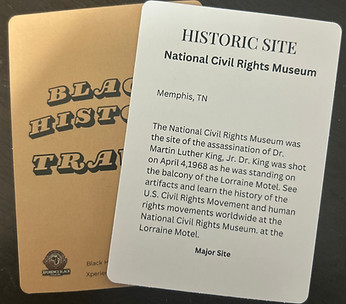 BLAC
HISTO
TRA
Black
Xperien
HISTORIC SITE
National Civil Rights Museum
Memphis, TN
The National Civil Rights Museum was
the site of the assassination of Dr.
Martin Luther King, Jr. Dr. King was shot
on April 4,1968 as he was standing on
the balcony of the Lorraine Motel. See
artifacts and learn the history of the
U.S. Civil Rights Movement and human
rights movements worldwide at the
National Civil Rights Museum. at the
Lorraine Motel.
Major Site